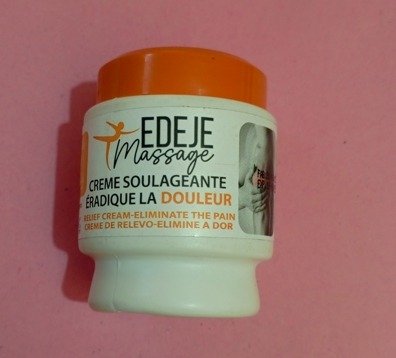 EDEJE
Massage
CREME SOULAGEANTE
ÉRADIQUE LA DOULEUR
RELIEF CREAM-ELIMINATE THE PAIN
CREME DE RELEVO-ELIMINE A DOR